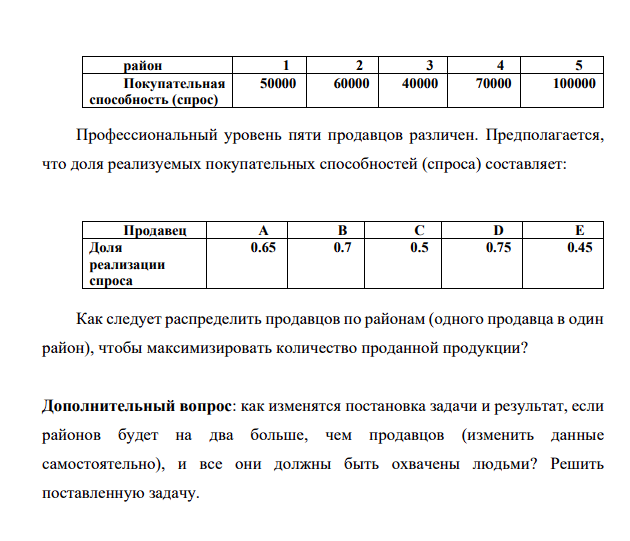 район 1 2 3 4 5
Покупательная 50000 60000 40000 70000 100000
способность (спрос)
Профессиональный уровень пяти продавцов различен. Предполагается,
что доля реализуемых покупательных способностей (спроса) составляет:
Продавец A B C D E
Доля 0.65 0.7 0.5 0.75 0.45
реализации
спроса
Как следует распределить продавцов по районам (одного продавца в один
район), чтобы максимизировать количество проданной продукции?
Дополнительный вопрос: как изменятся постановка задачи и результат, если
районов будет на два больше, чем продавцов (изменить данные
самостоятельно), и все они должны быть охвачены людьми? Решить
поставленную задачу.